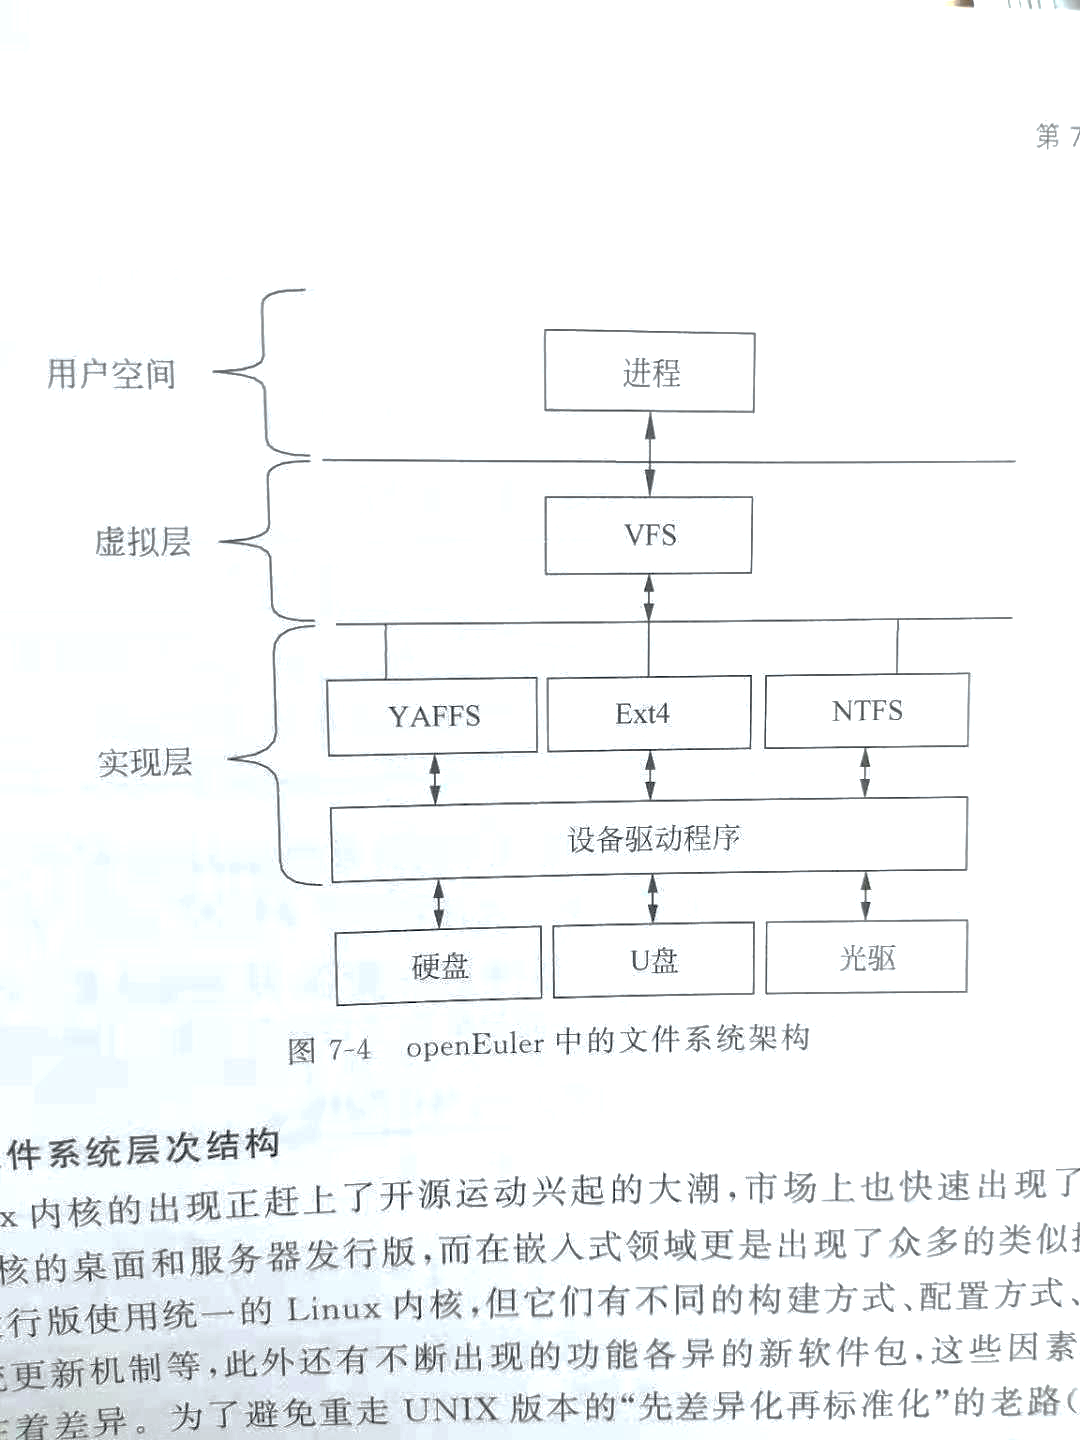 第 7
用户空间
进程
虚拟层
VFS
YAFFS
Ext4
NTFS
实现层
设备驱动程序
硬盘
U盘
光驱
图 7-4 openEuler 中的文件系统架构
件系统层次结构
x 内核的出现正赶上了开源运动兴起的大潮,市场上也快速出现了
核的桌面和服务器发行版,而在嵌入式领域更是出现了众多的类似
行版使用统一的 Linux 内核,但它们有不同的构建方式、配置方式、
更新机制等,此外还有不断出现的功能各异的新软件包,这些因素
着差异。为了避免重走 UNIX 版本的“先差异化再标准化”的老路(